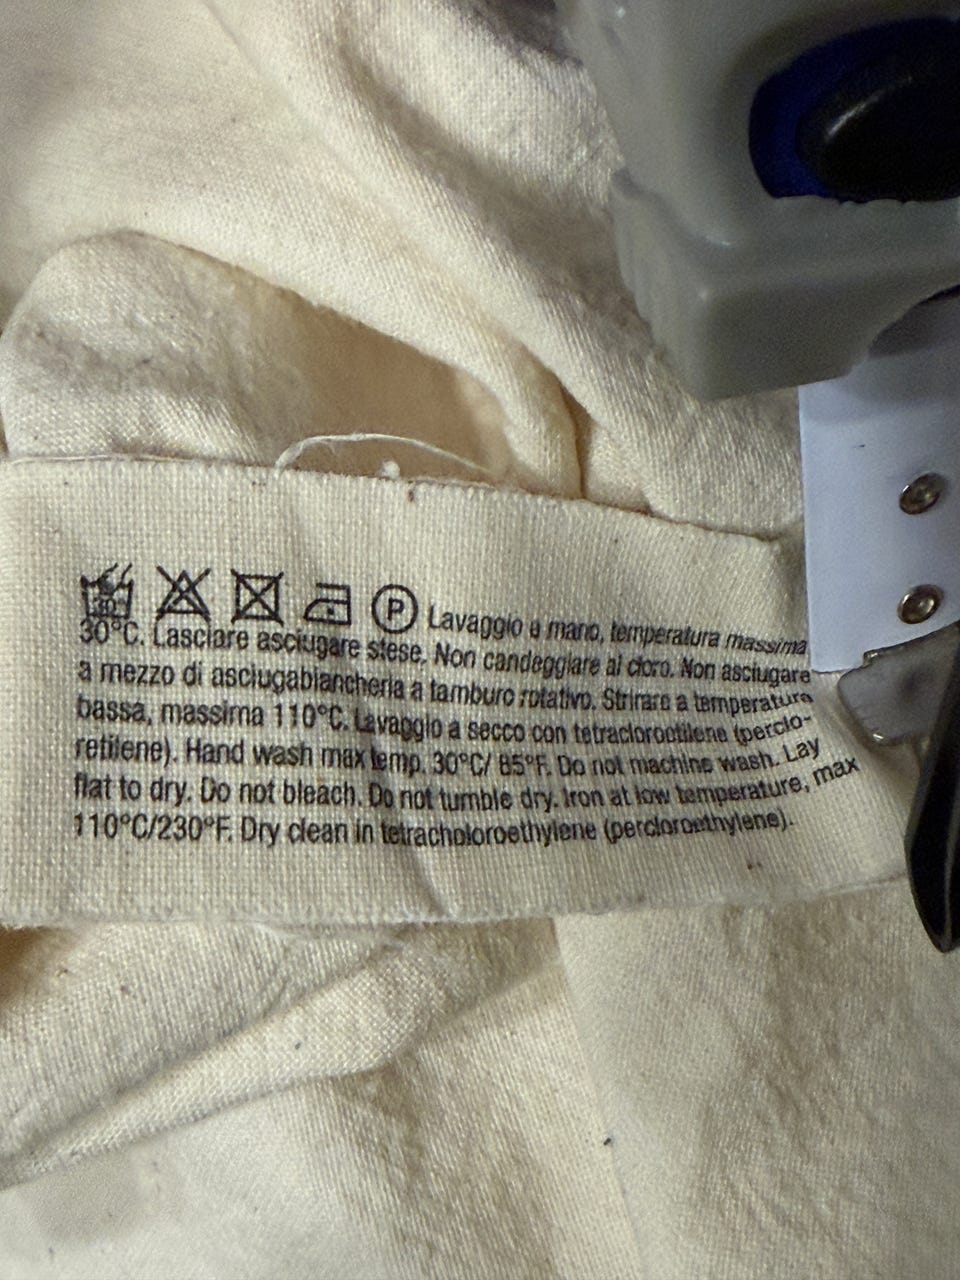 30°
P Lavaggio a mano, temperatura massima
30°C. Lasciare asciugare stese. Non candeggiare al cloro. Non asciugare
a mezzo di asciugabiancheria a tamburo rotativo. Strirare a temperatura
bassa, massima 110°C. Lavaggio a secco con tetracloroetilene (perclo-
retilene). Hand wash max temp. 30°C/ 85°F. Do not machine wash. Lay
flat to dry. Do not bleach. Do not tumble dry. Iron at low temperature, max
110°C/230°F. Dry clean in tetracholoroethylene (percloroethylene).